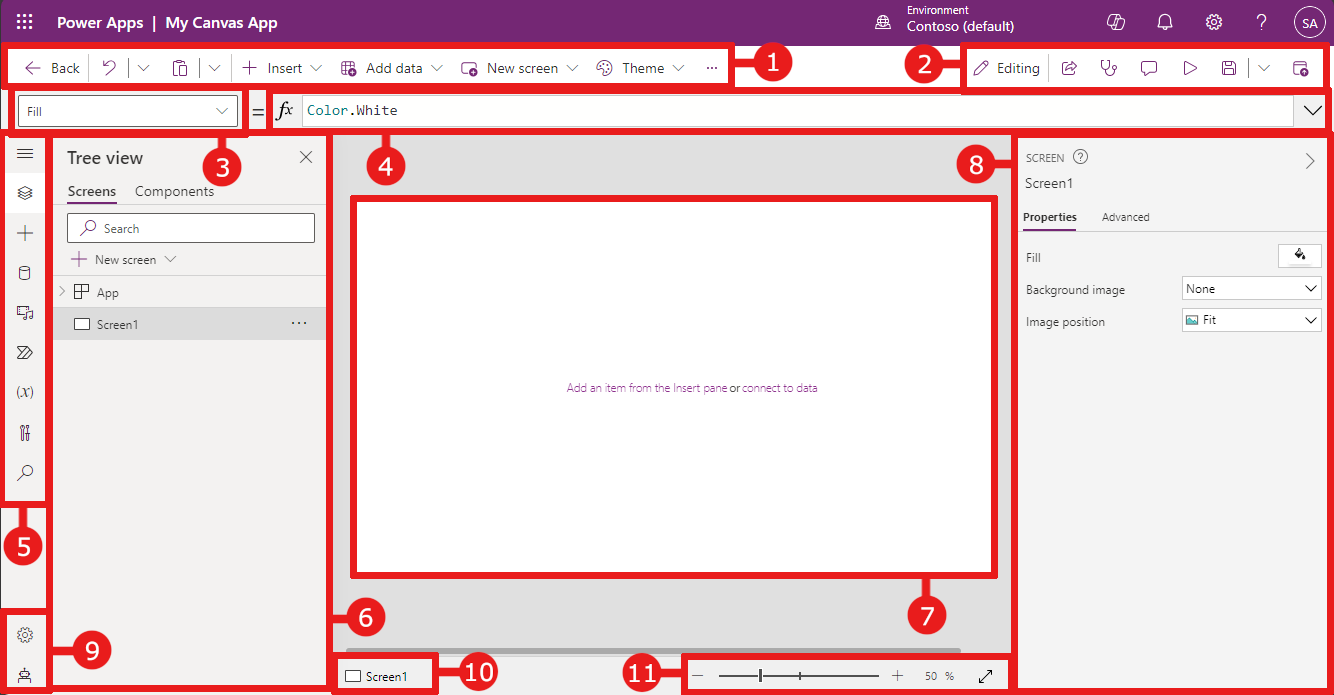 Environment
Power Apps | My Canvas App
Contoso (default)
SA
Back
Insert
Add data
New screen
Theme
...
1
2
Editing
Fill
=
fx
Color.White
3
4
Tree view
Screens
Components
Search
New screen
App
Screen1
...
(x)
5
6
Add an item from the Insert pane or connect to data
7
8
SCREEN ?
Screen1
Properties
Advanced
Fill
Background image
None
Image position
Fit
9
Screen1
10
11
50 %